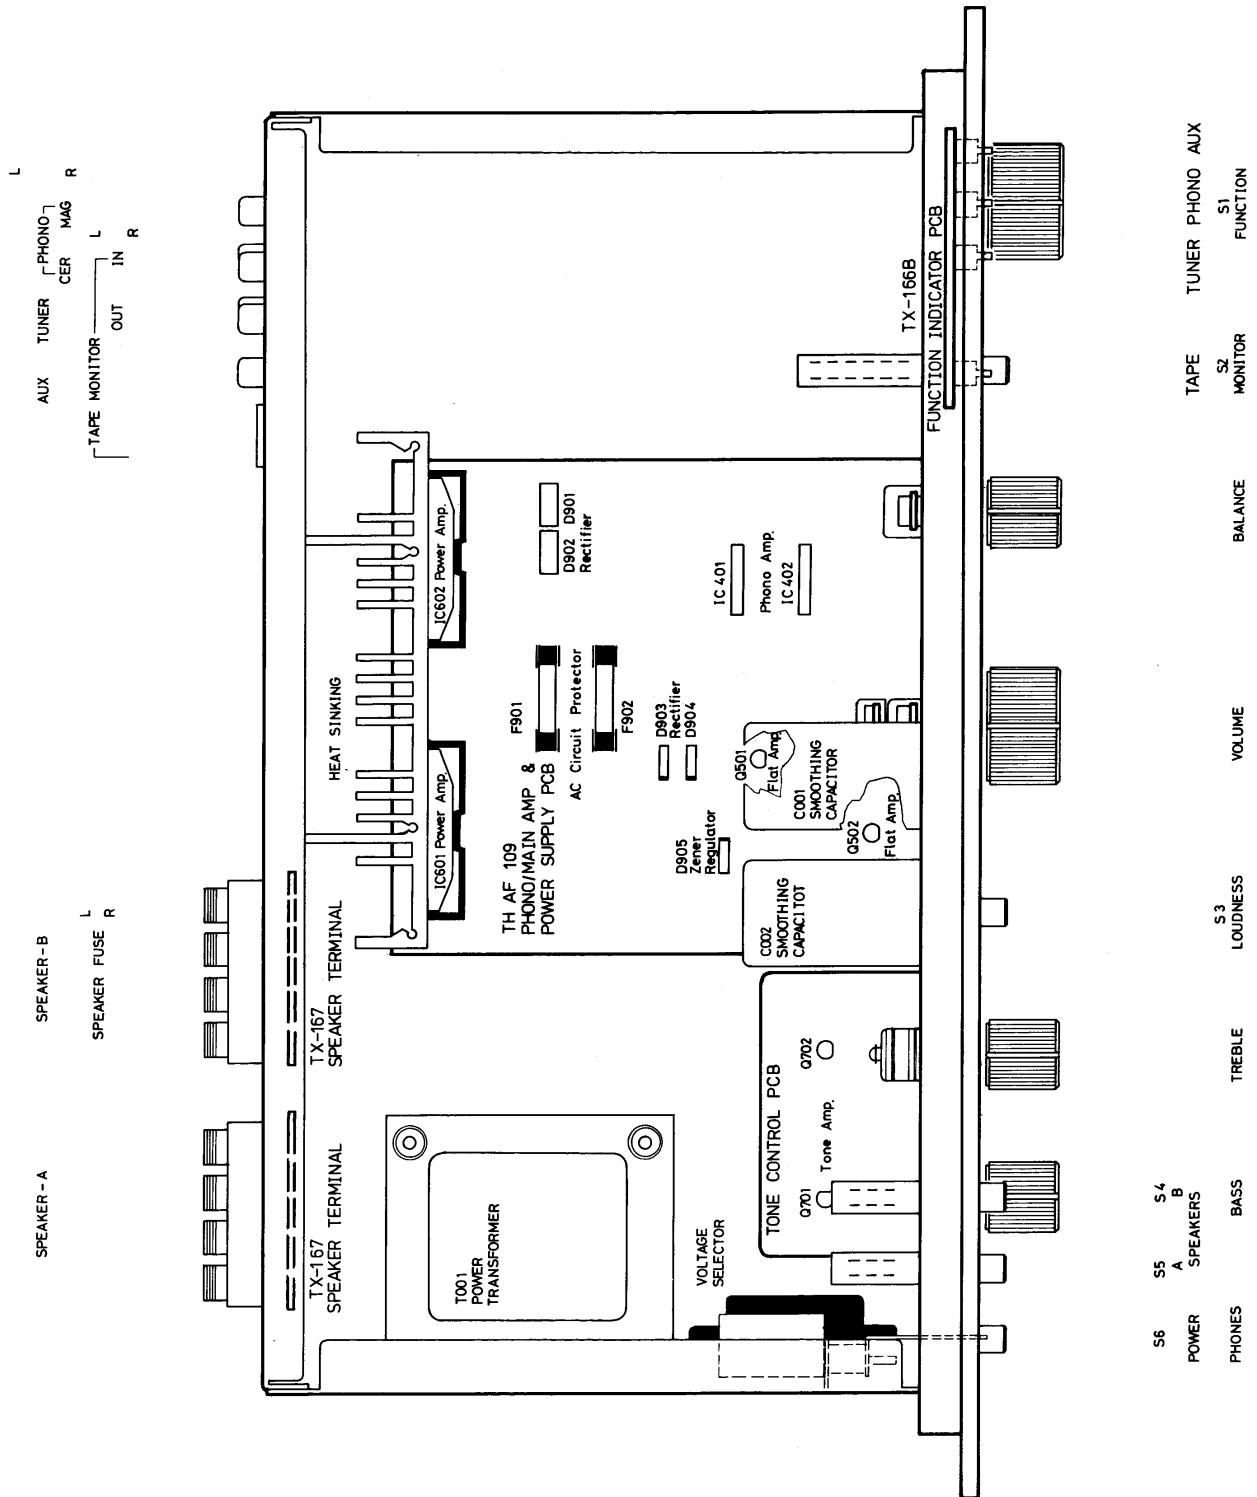 SPEAKER-A
SPEAKER-B
SPEAKER FUSE
L
R
AUX
TUNER
PHONO
CER
MAG
L
R
TAPE MONITOR
OUT
IN
L
R
TX-167
SPEAKER TERMINAL
TX-167
SPEAKER TERMINAL
HEAT SINKING
IC601 Power Amp.
IC602 Power Amp.
T001
POWER
TRANSFORMER
TH AF 109
PHONO/MAIN AMP &
POWER SUPPLY PCB
F901
AC Circuit Protector
F902
D902
D901
Rectifier
D903
Rectifier
D904
D905
Zener
Regulator
IC 401
Phono Amp.
IC 402
VOLTAGE
SELECTOR
TONE CONTROL PCB
Q701
Tone Amp.
Q702
C002
SMOOTHING
CAPACITOT
C001
SMOOTHING
CAPACITOR
Q501
Flat Amp.
Q502
Flat Amp.
TX-166B
FUNCTION INDICATOR PCB
S6
POWER
PHONES
S5
A
S4
B
SPEAKERS
BASS
TREBLE
S3
LOUDNESS
VOLUME
BALANCE
TAPE
S2
MONITOR
TUNER PHONO AUX
S1
FUNCTION